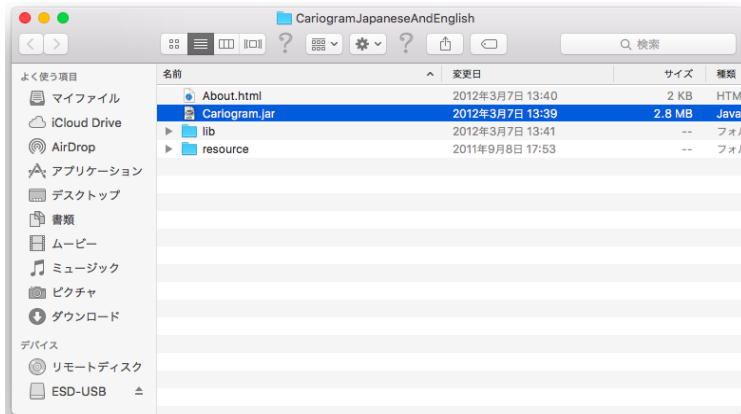 CariogramJapaneseAndEnglish
検索
よく使う項目
マイファイル
iCloud Drive
AirDrop
アプリケーション
デスクトップ
書類
ムービー
ミュージック
ピクチャ
ダウンロード
デバイス
リモートディスク
ESD-USB
名前 変更日 サイズ 種類
About.html 2012年3月7日 13:40 2 KB HTM
Cariogram.jar 2012年3月7日 13:39 2.8 MB Java
lib 2012年3月7日 13:41 -- フォ
resource 2011年9月8日 17:53 -- フォ